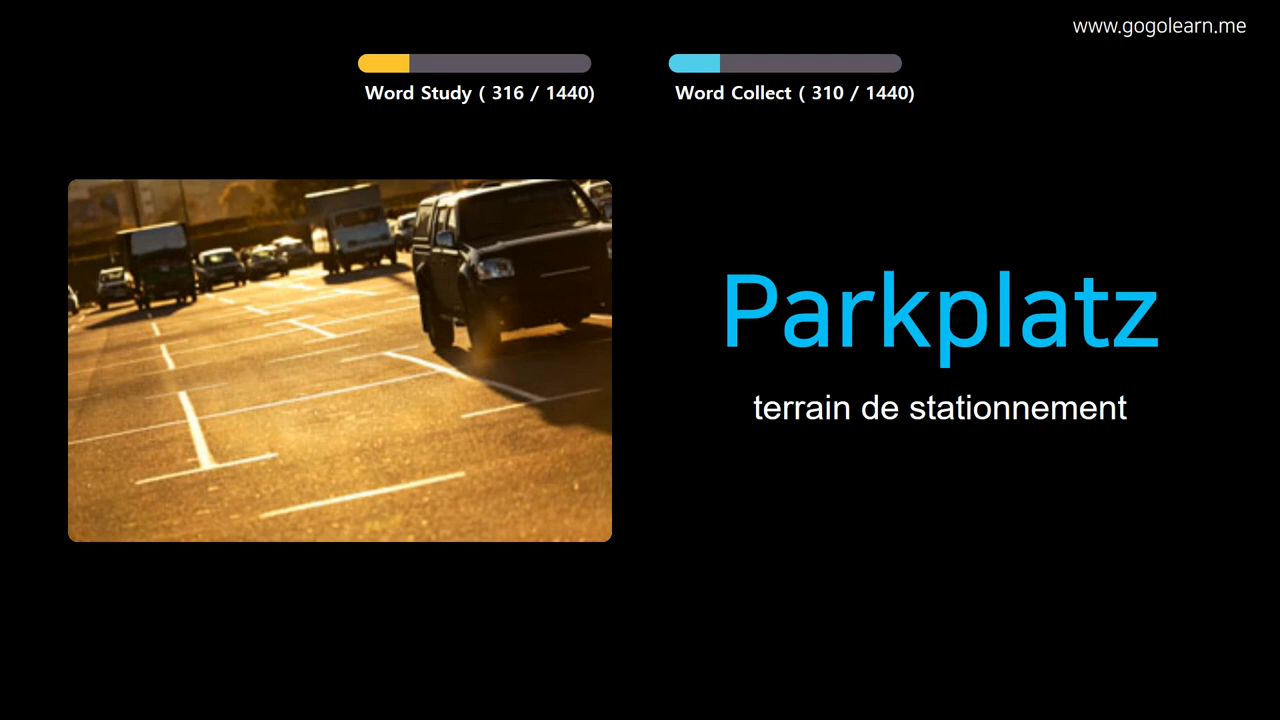 www.gogolearn.me
Word Study ( 316 / 1440)
Word Collect ( 310 / 1440)
Parkplatz
terrain de stationnement